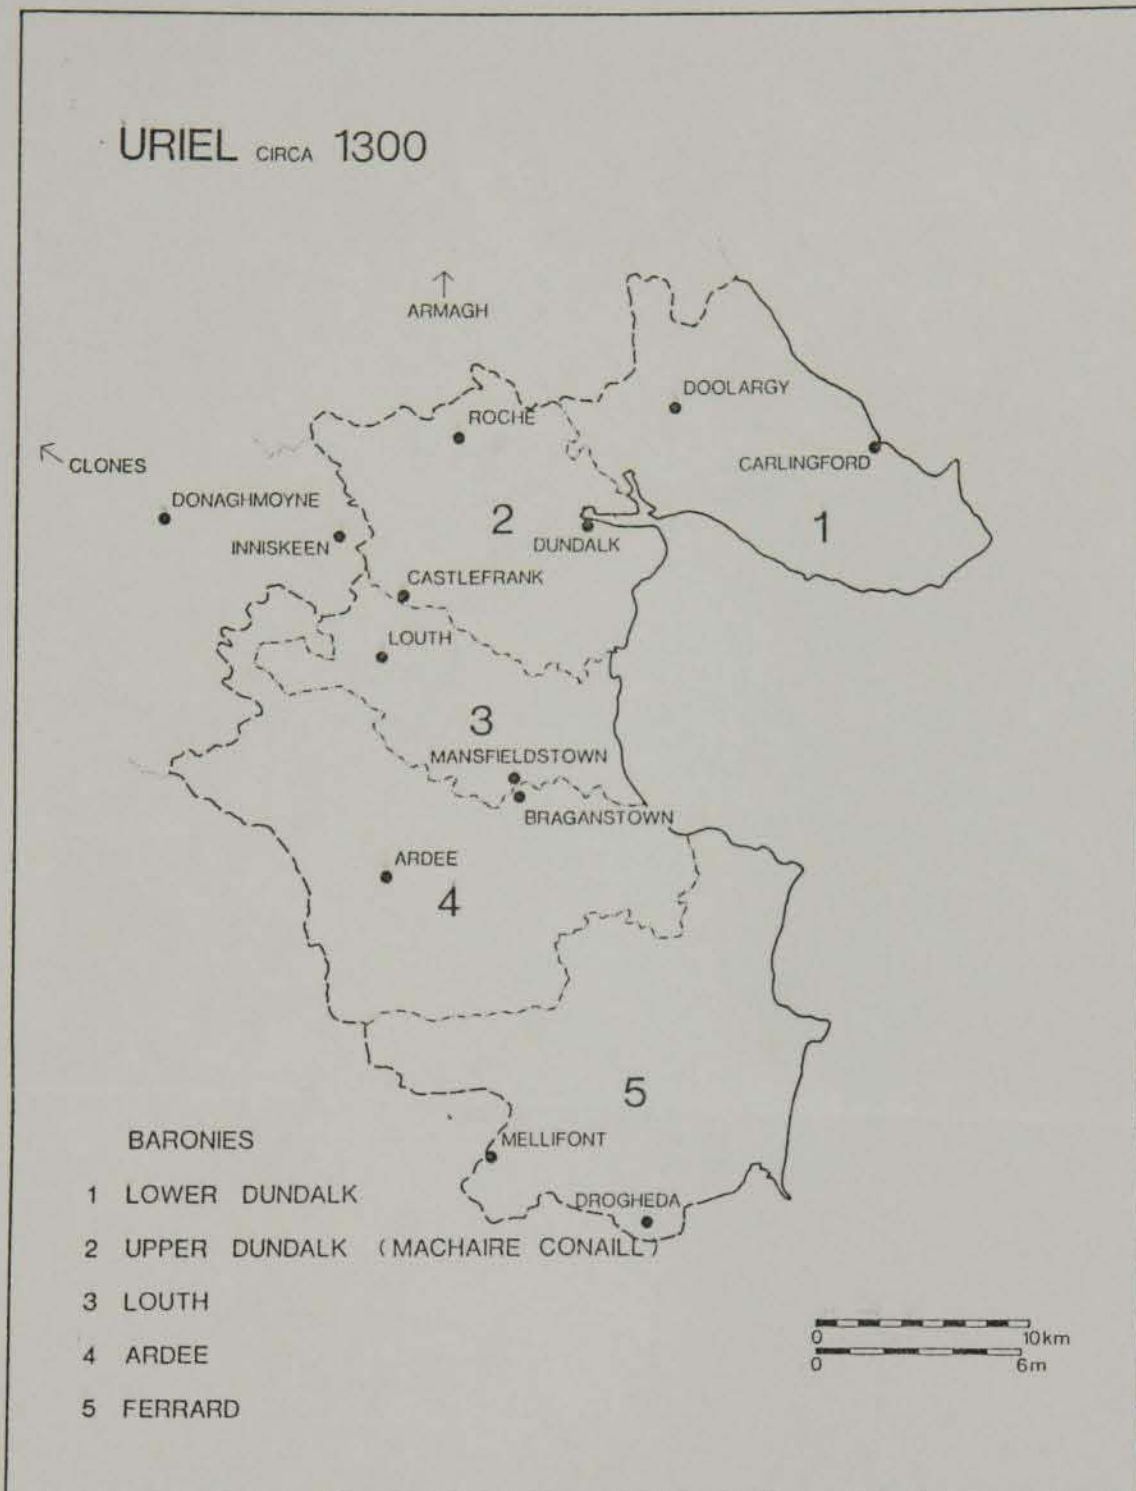 URIEL CIRCA 1300
ARMAGH
DOOLARGY
ROCHE
CARLINGFORD
CLONES
DONAGHMOYNE
2
1
INNISKEEN
DUNDALK
CASTLEFRANK
LOUTH
3
MANSFIELDSTOWN
BRAGANSTOWN
ARDEE
4
5
MELLIFONT
DROGHEDA
BARONIES
1 LOWER DUNDALK
2 UPPER DUNDALK (MACHAIRE CONAILL)
3 LOUTH
4 ARDEE
5 FERRARD
0 10km
0 6m